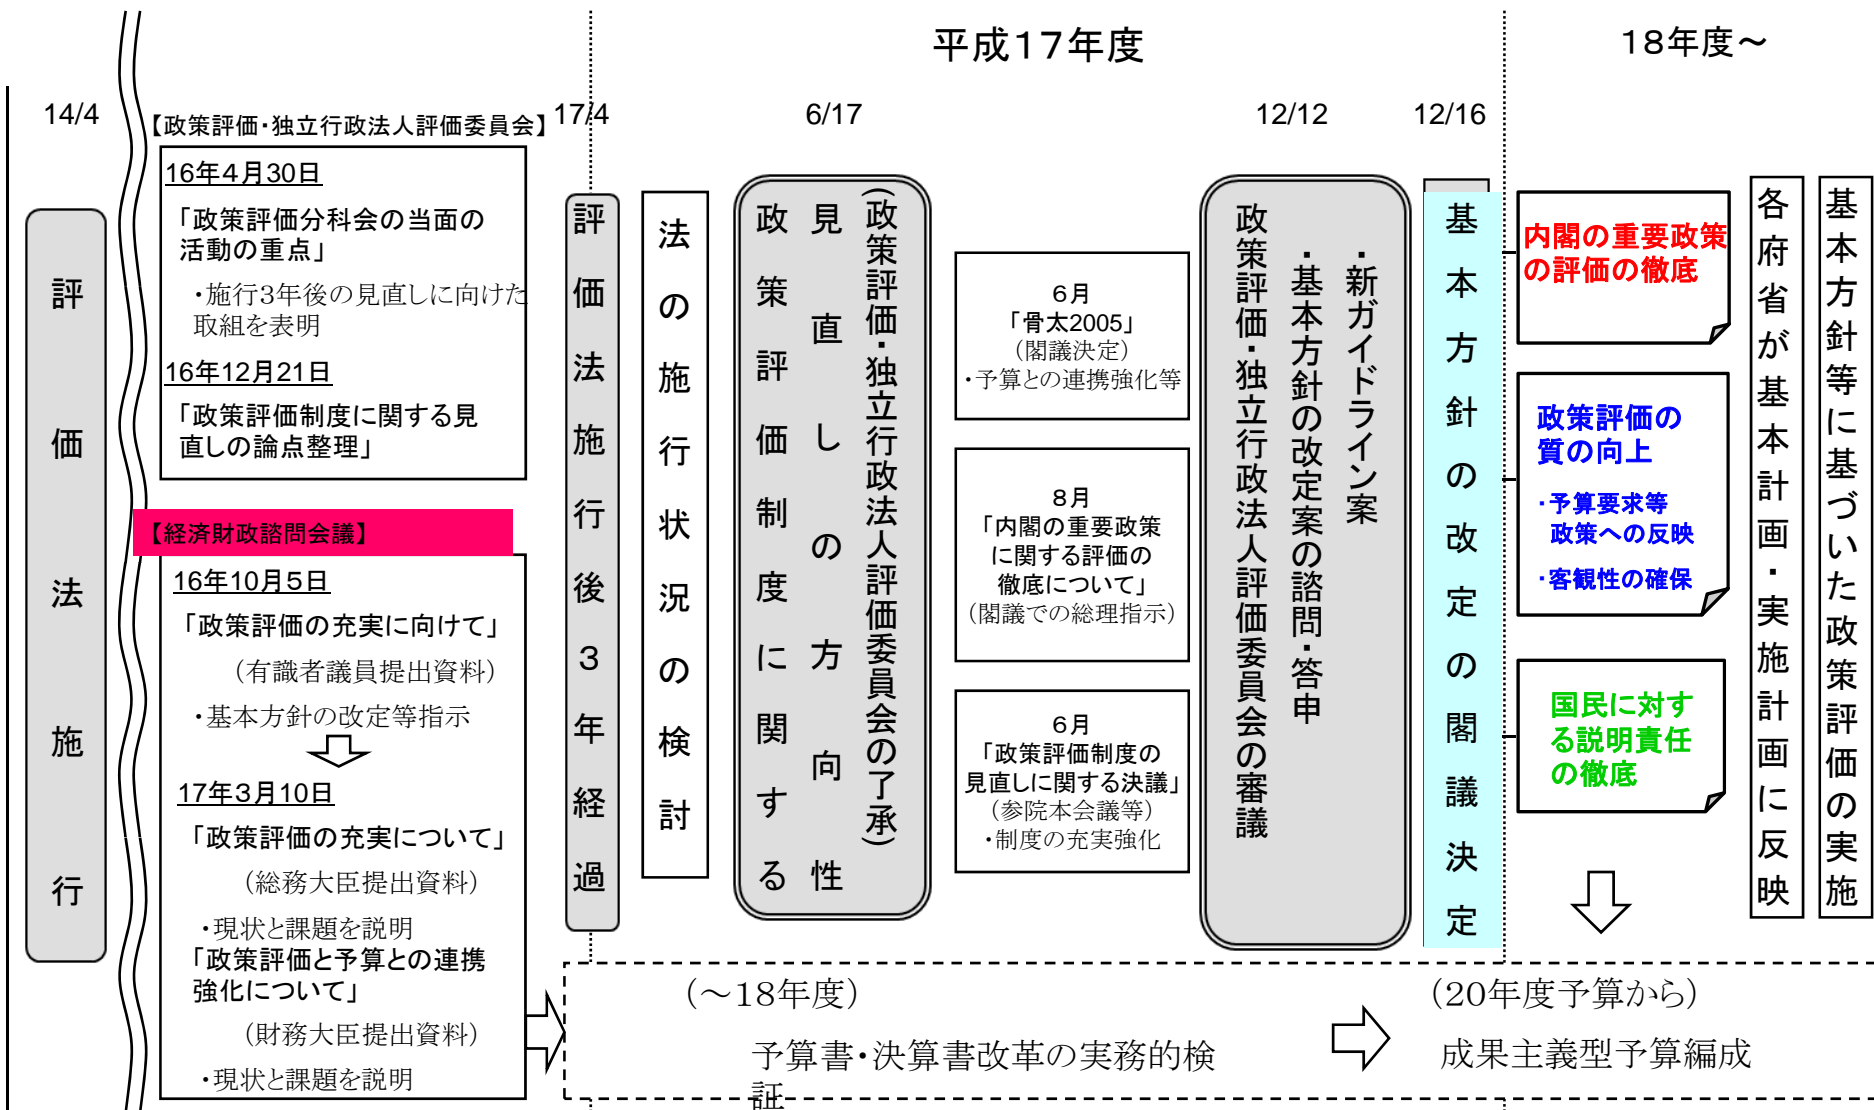 平成17年度
18年度～
14/4
【政策評価・独立行政法人評価委員会】
17/4
6/17
12/12
12/16
評価法施行
16年4月30日
「政策評価分科会の当面の
活動の重点」
・施行3年後の見直しに向けた
取組を表明
16年12月21日
「政策評価制度に関する見
直しの論点整理」
【経済財政諮問会議】
16年10月5日
「政策評価の充実に向けて」
（有識者議員提出資料）
・基本方針の改定等指示
17年3月10日
「政策評価の充実について」
（総務大臣提出資料）
・現状と課題を説明
「政策評価と予算との連携
強化について」
（財務大臣提出資料）
・現状と課題を説明
評価法施行後３年経過
法の施行状況の検討
政策評価制度に関する
見直しの方向性
（政策評価・独立行政法人評価委員会の了承）
６月
「骨太2005」
（閣議決定）
・予算との連携強化等
８月
「内閣の重要政策
に関する評価の
徹底について」
（閣議での総理指示）
６月
「政策評価制度の
見直しに関する決議」
（参院本会議等）
・制度の充実強化
政策評価・独立行政法人評価委員会の審議
・基本方針の改定案の諮問・答申
・新ガイドライン案
基本方針の改定の閣議決定
内閣の重要政策
の評価の徹底
政策評価の
質の向上
・予算要求等
政策への反映
・客観性の確保
国民に対す
る説明責任
の徹底
各府省が基本計画・実施計画に反映
基本方針等に基づいた政策評価の実施
（～18年度）
予算書・決算書改革の実務的検
証
（20年度予算から）
成果主義型予算編成